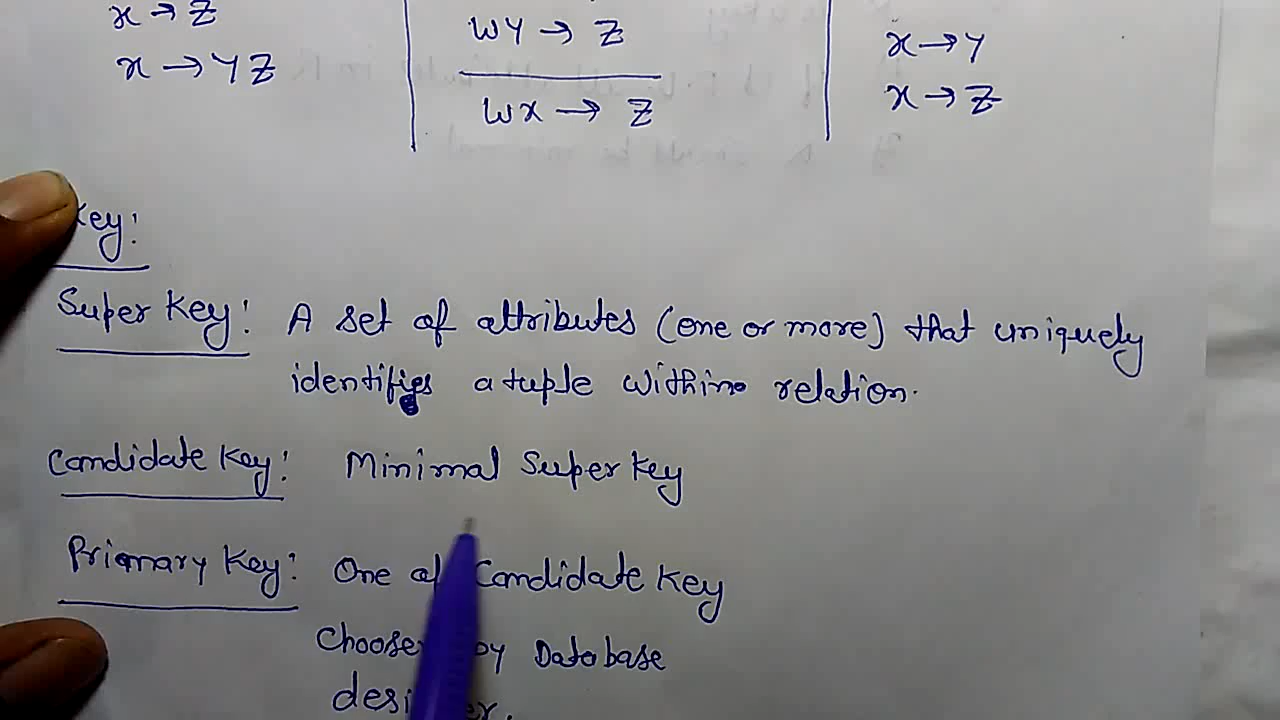 x → Z
x → Y Z
WY → Z
WX → Z
x → Y
x → Z
Key:
Super Key: A set of attributes (one or more) that uniquely
identifies a tuple within relation.
Candidate Key: Minimal Super Key
Primary Key: One of Candidate Key
by Database